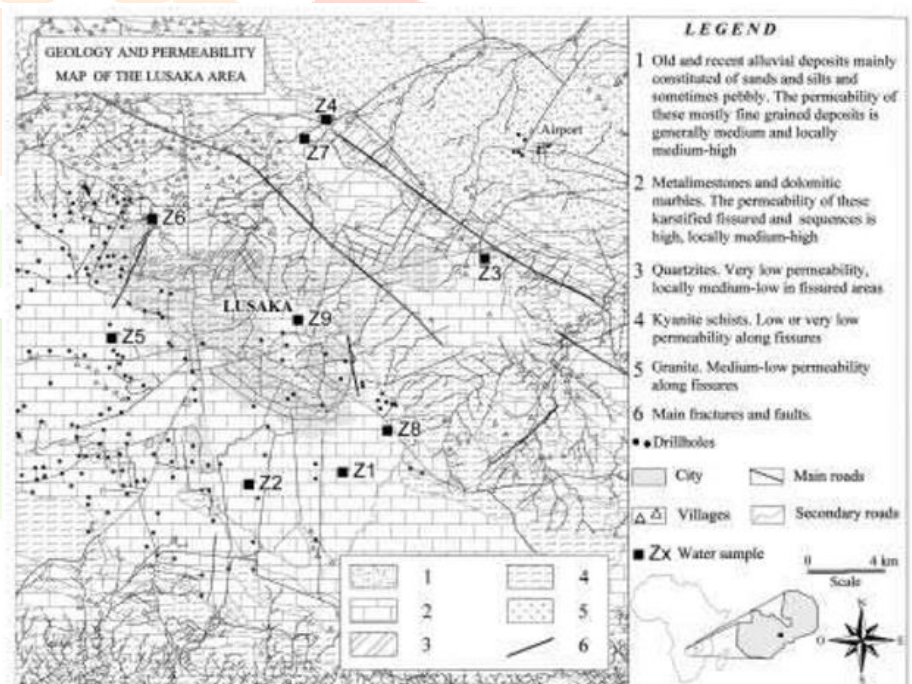 GEOLOGY AND PERMEABILITY
MAP OF THE LUSAKA AREA
Z4
Z7
Airport
Z6
Z3
LUSAKA
Z9
Z5
Z8
Z1
Z2
1
2
3
4
5
6
LEGEND
1 Old and recent alluvial deposits mainly
constituted of sands and silts and
sometimes pebbly. The permeability of
these mostly fine grained deposits is
generally medium and locally
medium-high
2 Metalimestones and dolomitic
marbles. The permeability of these
karstified fissured and sequences is
high, locally medium-high
3 Quartzites. Very low permeability,
locally medium-low in fissured areas
4 Kyanite schists. Low or very low
permeability along fissures
5 Granite. Medium-low permeability
along fissures
6 Main fractures and faults.
Drillholes
City
Main roads
Villages
Secondary roads
Zx Water sample
0 4 km
Scale
N
O
E
S